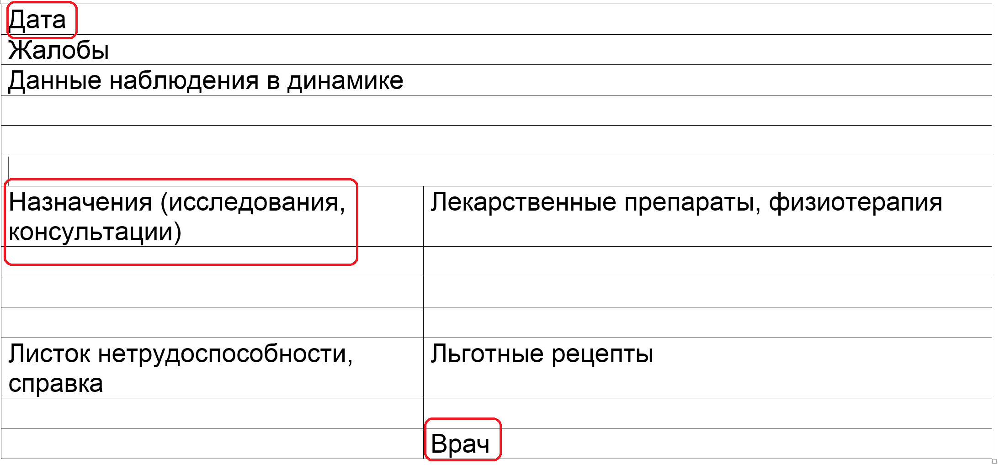 Дата
Жалобы
Данные наблюдения в динамике
Назначения (исследования,
консультации)
Лекарственные препараты, физиотерапия
Листок нетрудоспособности,
справка
Льготные рецепты
Врач